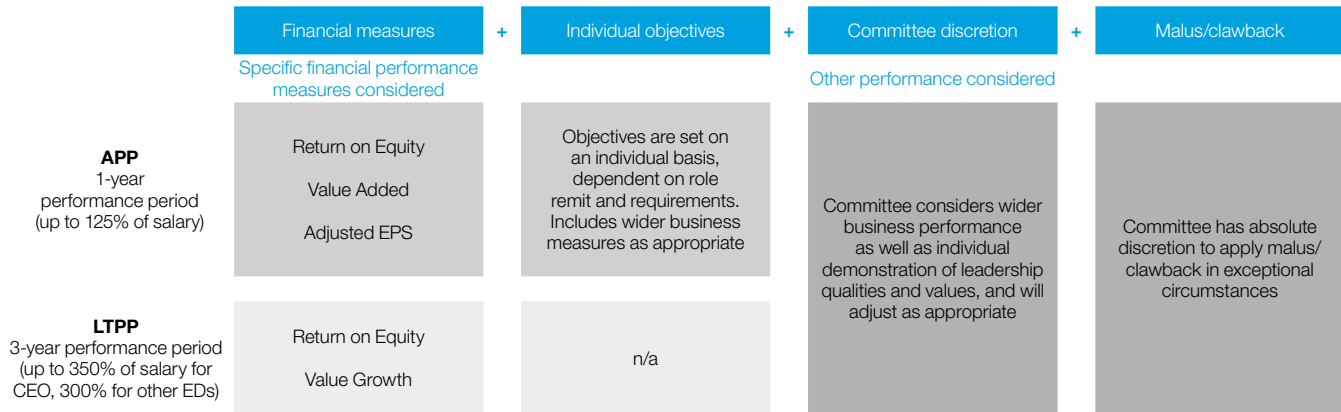 Financial measures + Individual objectives + Committee discretion + Malus/clawback
Specific financial performance
measures considered
Other performance considered
APP
1-year
performance period
(up to 125% of salary)
Return on Equity
Value Added
Adjusted EPS
Objectives are set on
an individual basis,
dependent on role
remit and requirements.
Includes wider business
measures as appropriate
Committee considers wider
business performance
as well as individual
demonstration of leadership
qualities and values, and will
adjust as appropriate
Committee has absolute
discretion to apply malus/
clawback in exceptional
circumstances
LTPP
3-year performance period
(up to 350% of salary for
CEO, 300% for other EDs)
Return on Equity
Value Growth
n/a